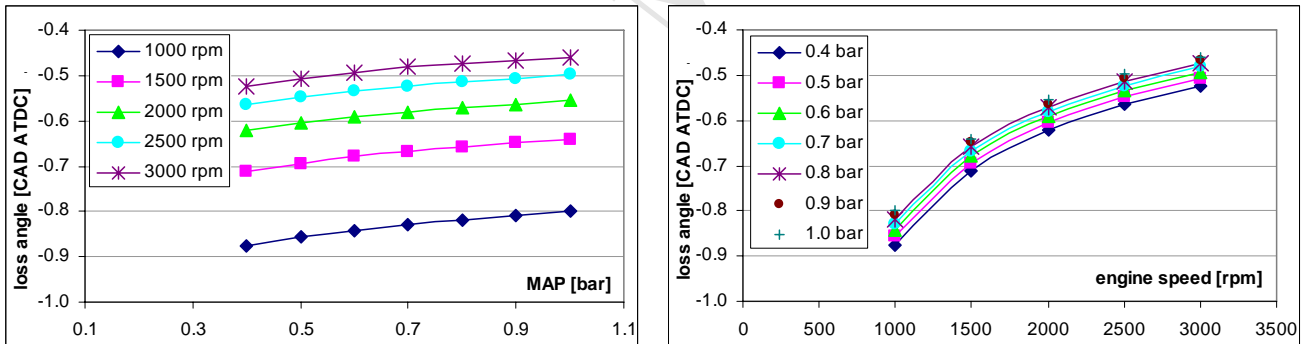 -0.4
-0.5
-0.6
-0.7
-0.8
-0.9
-1.0
loss angle [CAD ATDC]
1000 rpm
1500 rpm
2000 rpm
2500 rpm
3000 rpm
MAP [bar]
0.1 0.3 0.5 0.7 0.9 1.1
-0.4
-0.5
-0.6
-0.7
-0.8
-0.9
-1.0
loss angle [CAD ATDC]
0.4 bar
0.5 bar
0.6 bar
0.7 bar
0.8 bar
0.9 bar
1.0 bar
engine speed [rpm]
0 500 1000 1500 2000 2500 3000 3500